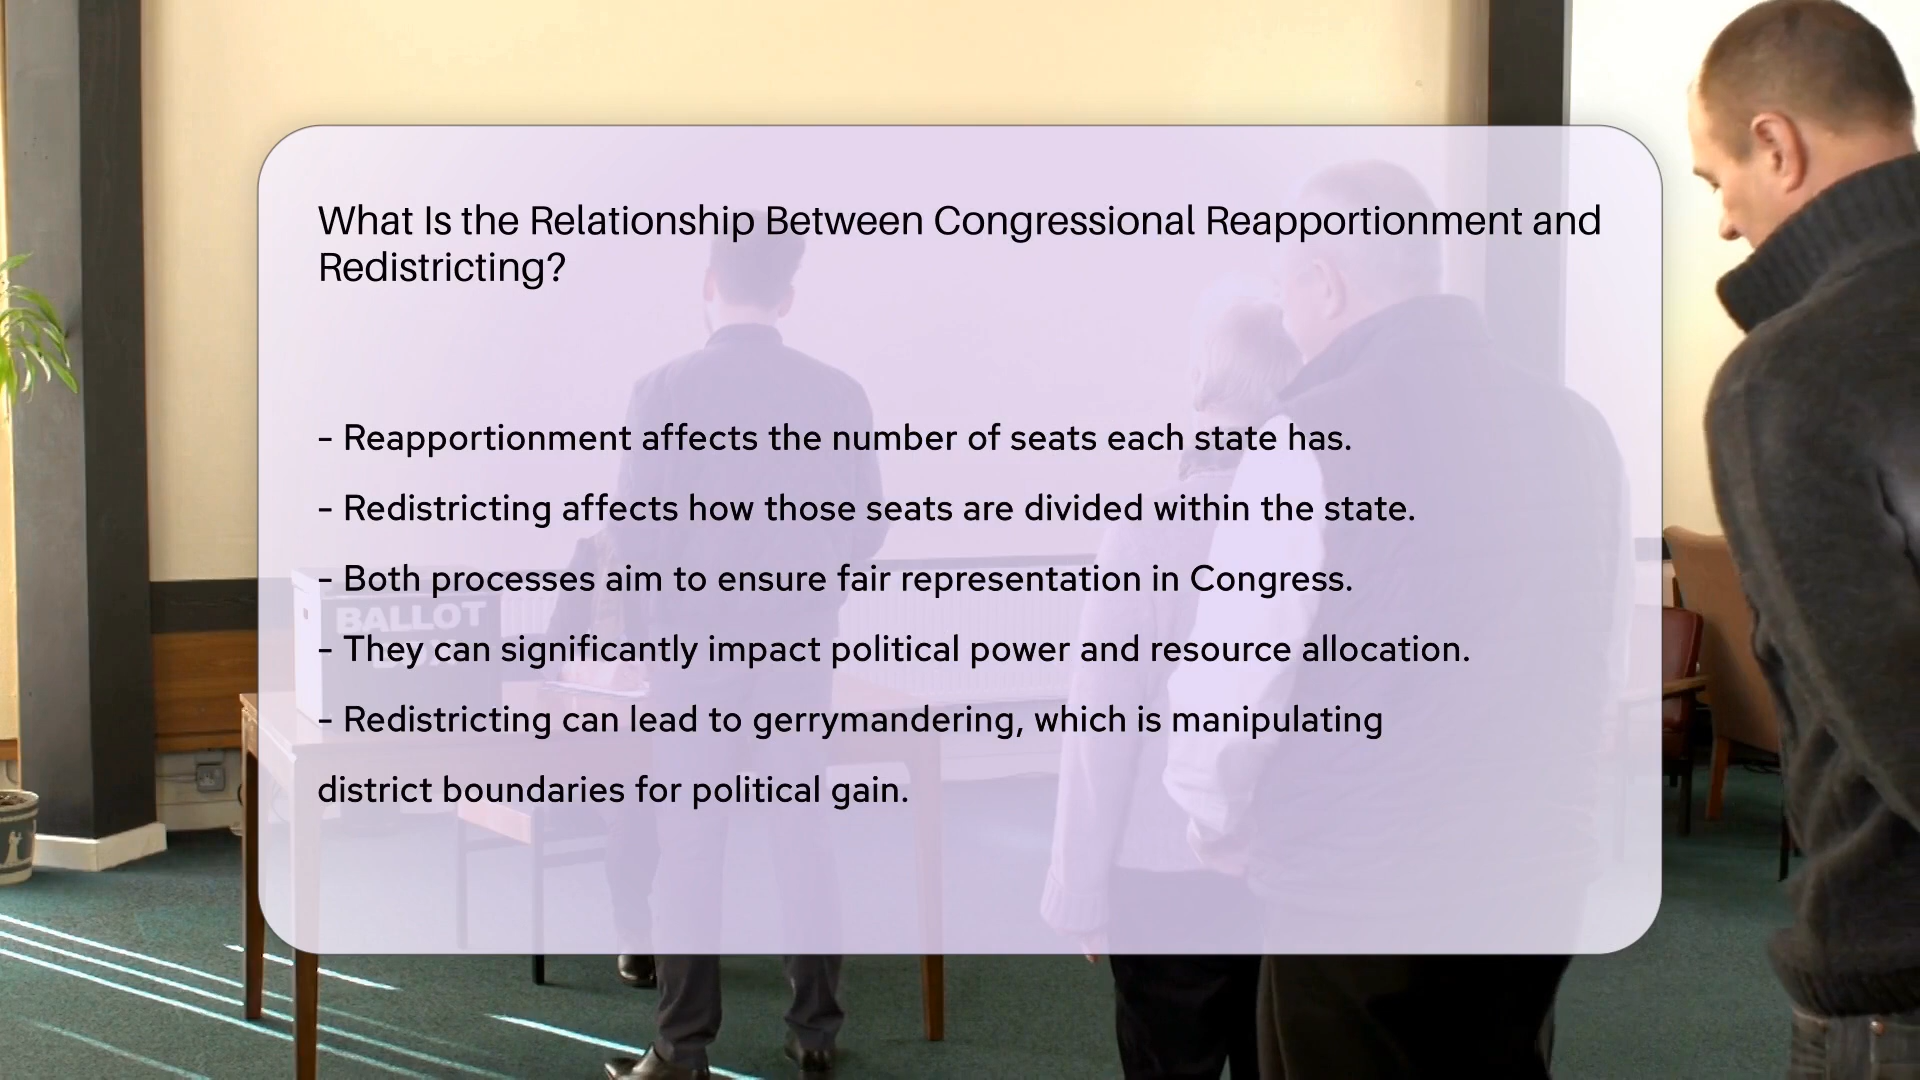 What Is the Relationship Between Congressional Reapportionment and
Redistricting?
- Reapportionment affects the number of seats each state has.
- Redistricting affects how those seats are divided within the state.
- Both processes aim to ensure fair representation in Congress.
- They can significantly impact political power and resource allocation.
- Redistricting can lead to gerrymandering, which is manipulating
district boundaries for political gain.
BALLOT
BOX